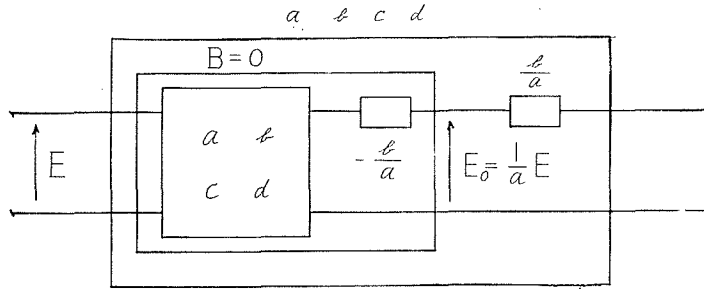 a b c d
B=0
b/a
a b
c d
E
- b/a
E₀ = 1/a E